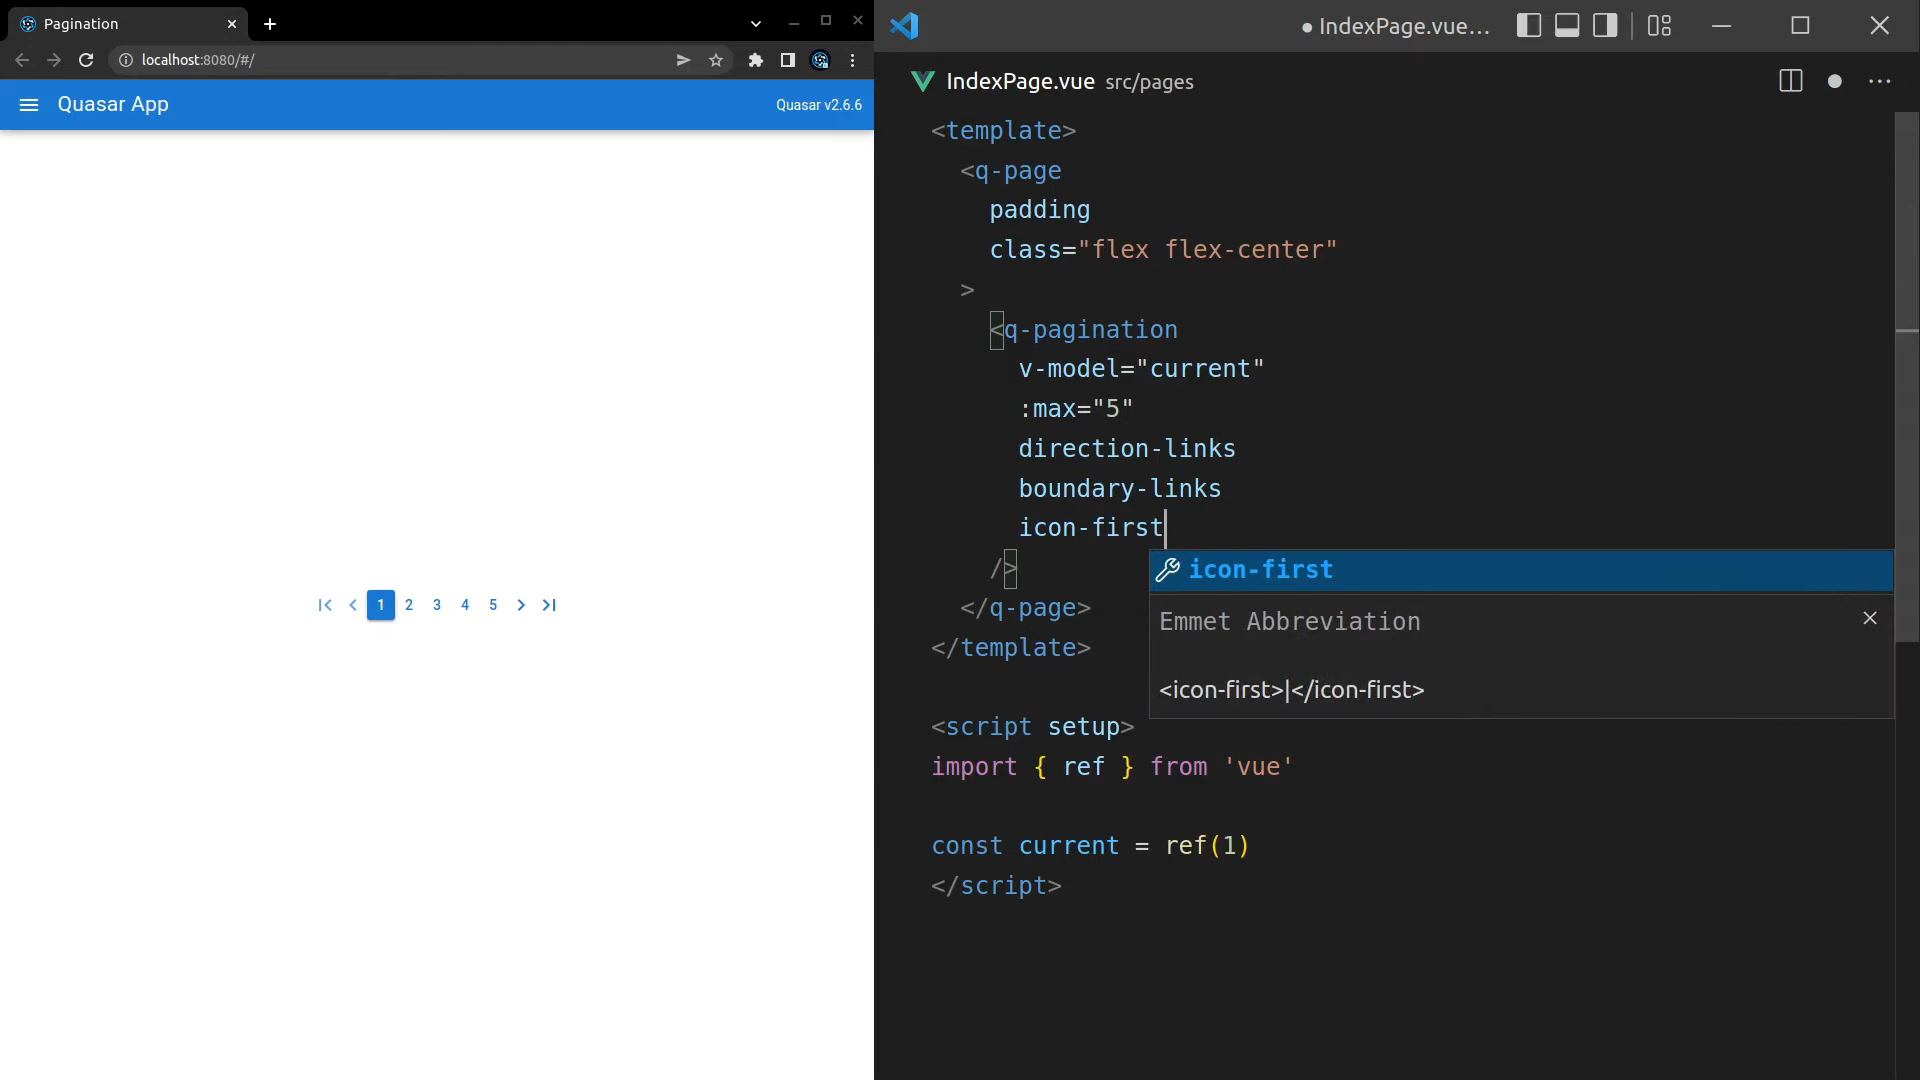 Pagination
localhost:8080/#/
Quasar App
Quasar v2.6.6
1 2 3 4 5
● IndexPage.vue...
IndexPage.vue src/pages
<template>
<q-page
padding
class="flex flex-center"
>
<q-pagination
v-model="current"
:max="5"
direction-links
boundary-links
icon-first
/>
</q-page>
</template>
icon-first
Emmet Abbreviation
<icon-first>|</icon-first>
<script setup>
import { ref } from 'vue'
const current = ref(1)
</script>